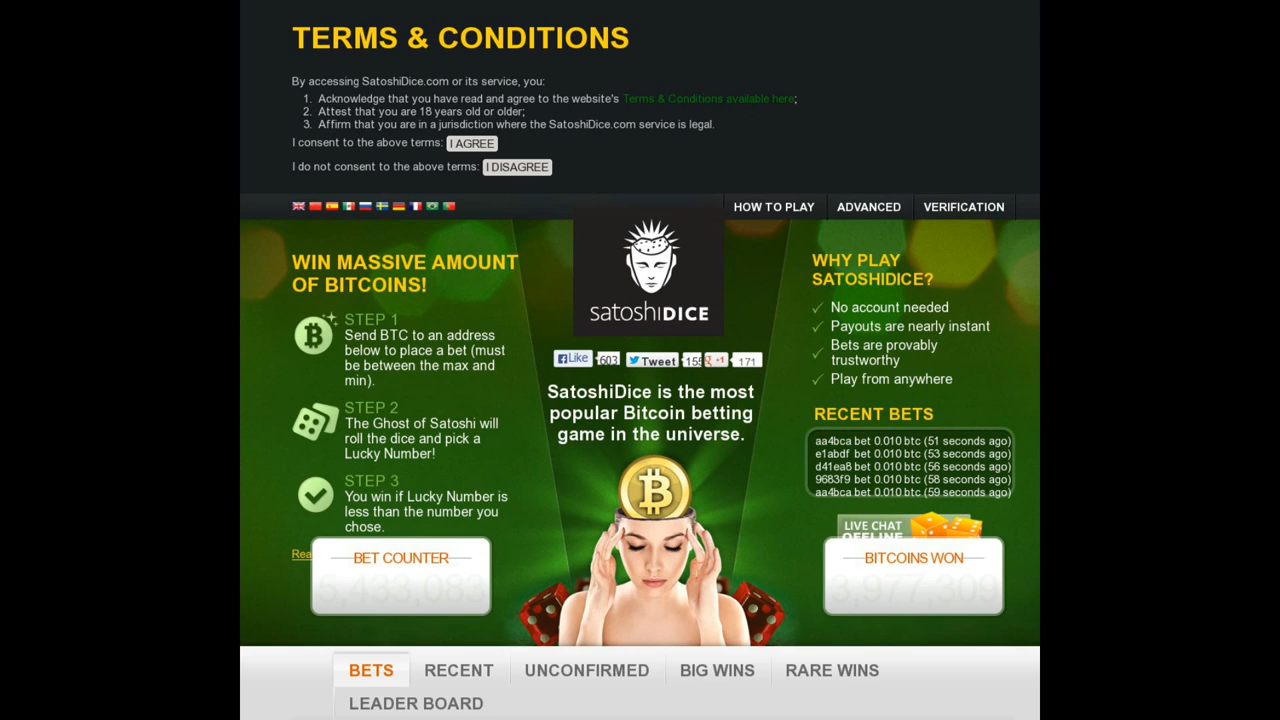 TERMS & CONDITIONS
By accessing SatoshiDice.com or its service, you:
1. Acknowledge that you have read and agree to the website's Terms & Conditions available here;
2. Attest that you are 18 years old or older;
3. Affirm that you are in a jurisdiction where the SatoshiDice.com service is legal.
I consent to the above terms: I AGREE
I do not consent to the above terms: I DISAGREE
HOW TO PLAY ADVANCED VERIFICATION
WIN MASSIVE AMOUNT
OF BITCOINS!
STEP 1
Send BTC to an address
below to place a bet (must
be between the max and
min).
STEP 2
The Ghost of Satoshi will
roll the dice and pick a
Lucky Number!
STEP 3
You win if Lucky Number is
less than the number you
chose.
BET COUNTER
5,433,083
satoshiDICE
Like 603 Tweet 155 +1 171
SatoshiDice is the most
popular Bitcoin betting
game in the universe.
WHY PLAY
SATOSHIDICE?
No account needed
Payouts are nearly instant
Bets are provably
trustworthy
Play from anywhere
RECENT BETS
aa4bca bet 0.010 btc (51 seconds ago)
e1abdf bet 0.010 btc (53 seconds ago)
d41ea8 bet 0.010 btc (56 seconds ago)
9683f9 bet 0.010 btc (58 seconds ago)
aa4bca bet 0.010 btc (59 seconds ago)
LIVE CHAT
OFFLINE
BITCOINS WON
3,977,309
BETS RECENT UNCONFIRMED BIG WINS RARE WINS
LEADER BOARD